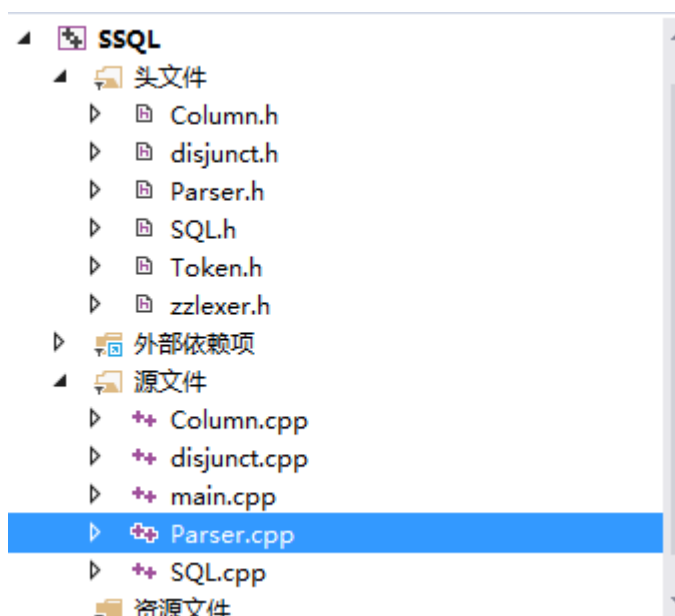 SSQL
头文件
Column.h
disjunct.h
Parser.h
SQL.h
Token.h
zzlexer.h
外部依赖项
源文件
Column.cpp
disjunct.cpp
main.cpp
Parser.cpp
SQL.cpp
资源文件